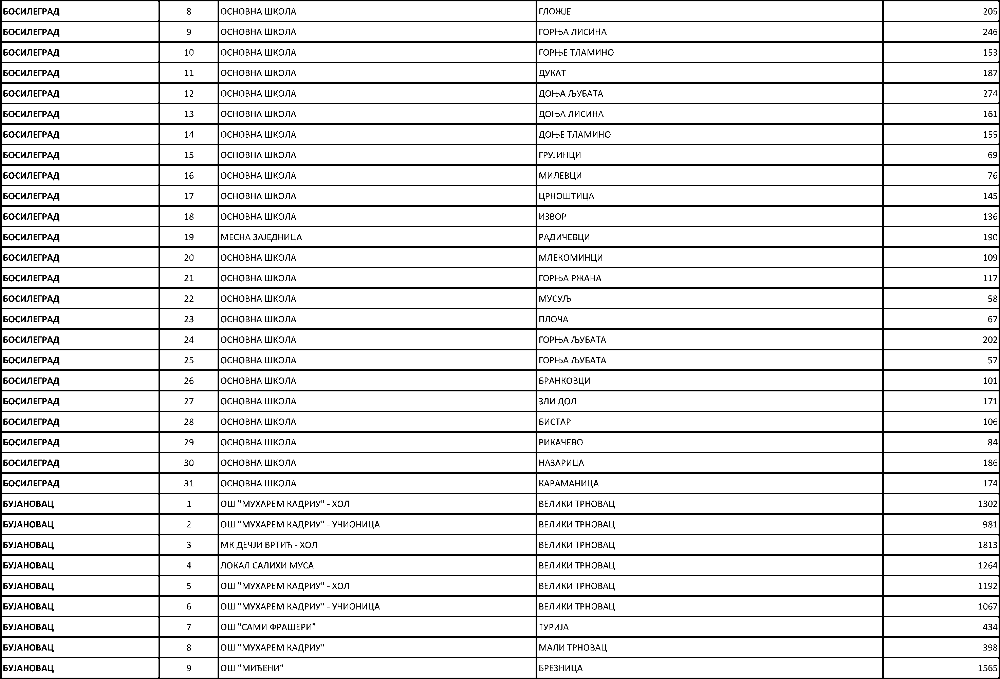 БОСИЛЕГРАД 8 ОСНОВНА ШКОЛА ГЛОЖЈЕ 205
БОСИЛЕГРАД 9 ОСНОВНА ШКОЛА ГОРЊА ЛИСИНА 246
БОСИЛЕГРАД 10 ОСНОВНА ШКОЛА ГОРЊЕ ТЛАМИНО 153
БОСИЛЕГРАД 11 ОСНОВНА ШКОЛА ДУКАТ 187
БОСИЛЕГРАД 12 ОСНОВНА ШКОЛА ДОЊА ЉУБАТА 274
БОСИЛЕГРАД 13 ОСНОВНА ШКОЛА ДОЊА ЛИСИНА 161
БОСИЛЕГРАД 14 ОСНОВНА ШКОЛА ДОЊЕ ТЛАМИНО 155
БОСИЛЕГРАД 15 ОСНОВНА ШКОЛА ГРУЈИНЦИ 69
БОСИЛЕГРАД 16 ОСНОВНА ШКОЛА МИЛЕВЦИ 76
БОСИЛЕГРАД 17 ОСНОВНА ШКОЛА ЦРНОШТИЦА 145
БОСИЛЕГРАД 18 ОСНОВНА ШКОЛА ИЗВОР 136
БОСИЛЕГРАД 19 МЕСНА ЗАЈЕДНИЦА РАДИЧЕВЦИ 190
БОСИЛЕГРАД 20 ОСНОВНА ШКОЛА МЛЕКОМИНЦИ 109
БОСИЛЕГРАД 21 ОСНОВНА ШКОЛА ГОРЊА РЖАНА 117
БОСИЛЕГРАД 22 ОСНОВНА ШКОЛА МУСУЉ 58
БОСИЛЕГРАД 23 ОСНОВНА ШКОЛА ПЛОЧА 67
БОСИЛЕГРАД 24 ОСНОВНА ШКОЛА ГОРЊА ЉУБАТА 202
БОСИЛЕГРАД 25 ОСНОВНА ШКОЛА ГОРЊА ЉУБАТА 57
БОСИЛЕГРАД 26 ОСНОВНА ШКОЛА БРАНКОВЦИ 101
БОСИЛЕГРАД 27 ОСНОВНА ШКОЛА ЗЛИ ДОЛ 171
БОСИЛЕГРАД 28 ОСНОВНА ШКОЛА БИСТАР 106
БОСИЛЕГРАД 29 ОСНОВНА ШКОЛА РИКАЧЕВО 84
БОСИЛЕГРАД 30 ОСНОВНА ШКОЛА НАЗАРИЦА 186
БОСИЛЕГРАД 31 ОСНОВНА ШКОЛА КАРАМАНИЦА 174
БУЈАНОВАЦ 1 ОШ "МУХАРЕМ КАДРИУ" - ХОЛ ВЕЛИКИ ТРНОВАЦ 1302
БУЈАНОВАЦ 2 ОШ "МУХАРЕМ КАДРИУ" - УЧИОНИЦА ВЕЛИКИ ТРНОВАЦ 981
БУЈАНОВАЦ 3 МК ДЕЧЈИ ВРТИЋ - ХОЛ ВЕЛИКИ ТРНОВАЦ 1813
БУЈАНОВАЦ 4 ЛОКАЛ САЛИХИ МУСА ВЕЛИКИ ТРНОВАЦ 1264
БУЈАНОВАЦ 5 ОШ "МУХАРЕМ КАДРИУ" - ХОЛ ВЕЛИКИ ТРНОВАЦ 1192
БУЈАНОВАЦ 6 ОШ "МУХАРЕМ КАДРИУ" - УЧИОНИЦА ВЕЛИКИ ТРНОВАЦ 1067
БУЈАНОВАЦ 7 ОШ "САМИ ФРАШЕРИ" ТУРИЈА 434
БУЈАНОВАЦ 8 ОШ "МУХАРЕМ КАДРИУ" МАЛИ ТРНОВАЦ 398
БУЈАНОВАЦ 9 ОШ "МИЂЕНИ" БРЕЗНИЦА 1565